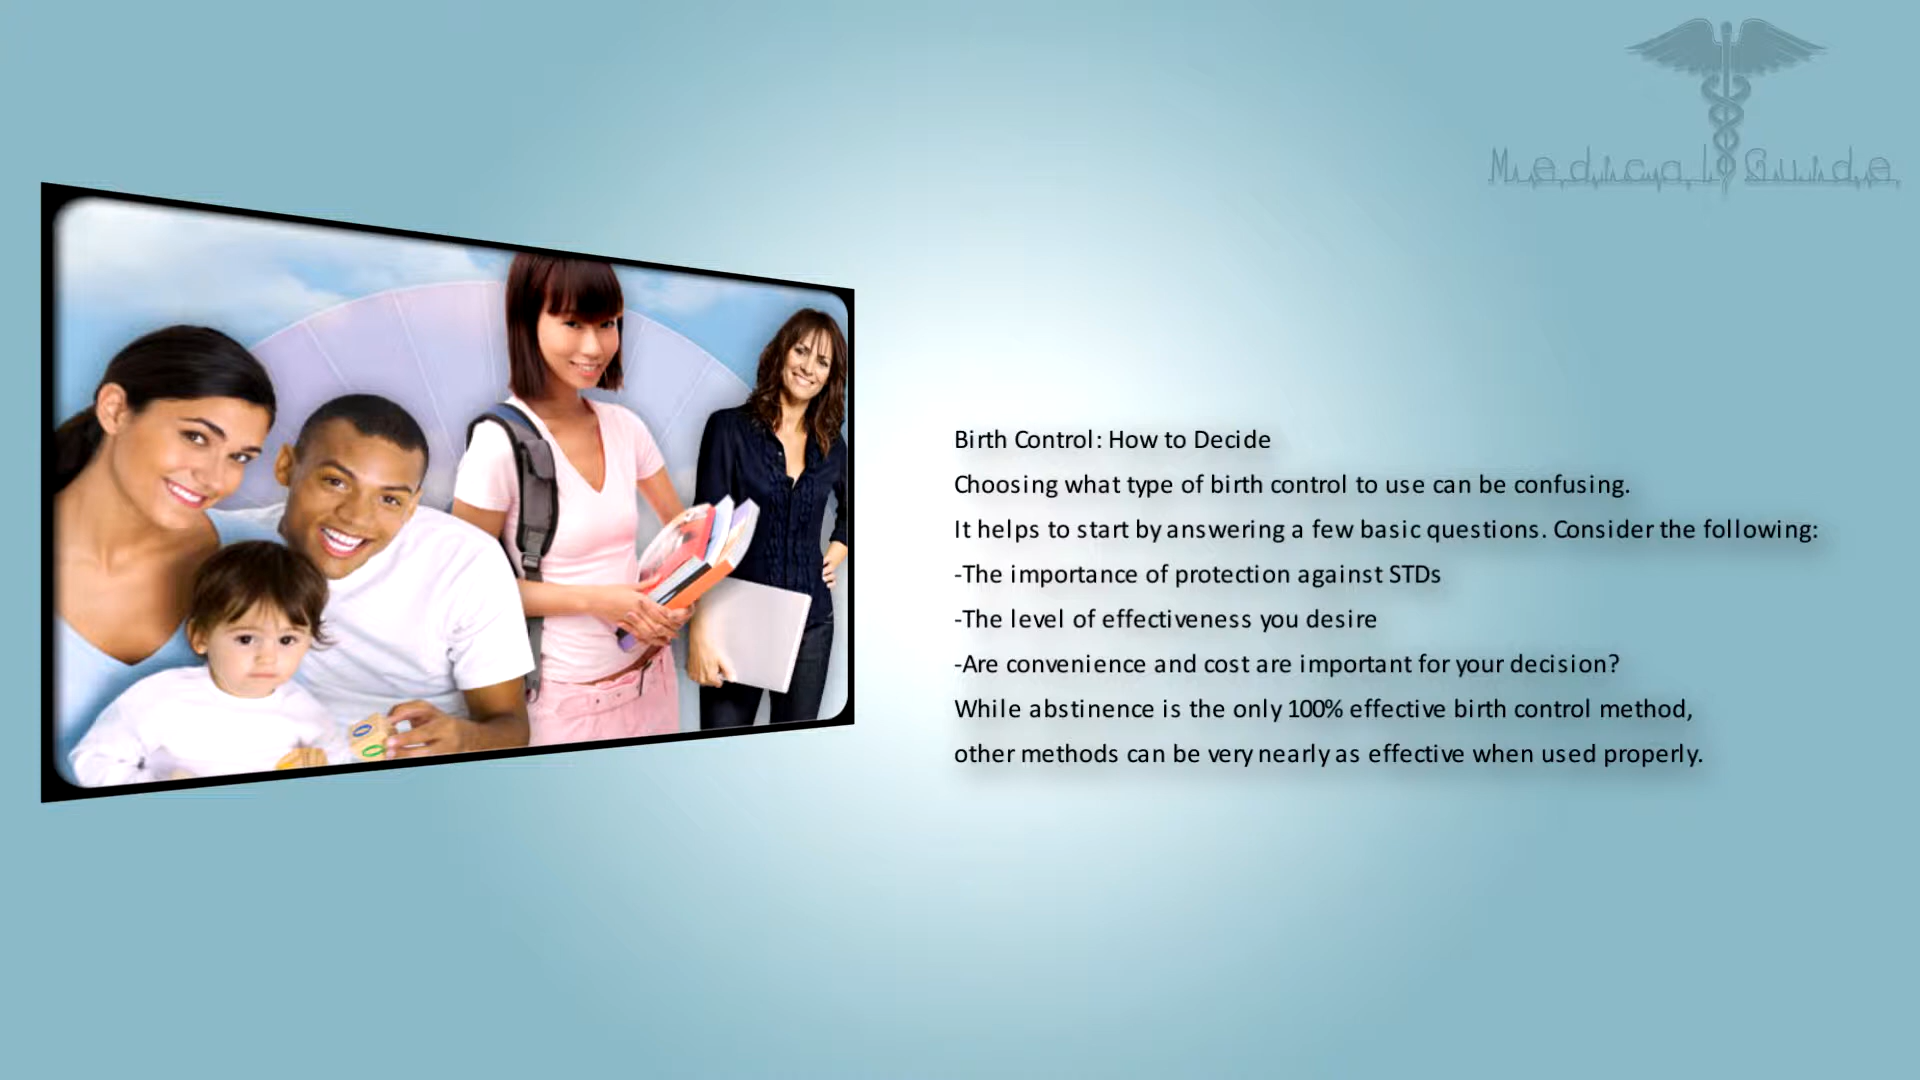 Medical Guide
Birth Control: How to Decide
Choosing what type of birth control to use can be confusing.
It helps to start by answering a few basic questions. Consider the following:
-The importance of protection against STDs
-The level of effectiveness you desire
-Are convenience and cost are important for your decision?
While abstinence is the only 100% effective birth control method,
other methods can be very nearly as effective when used properly.